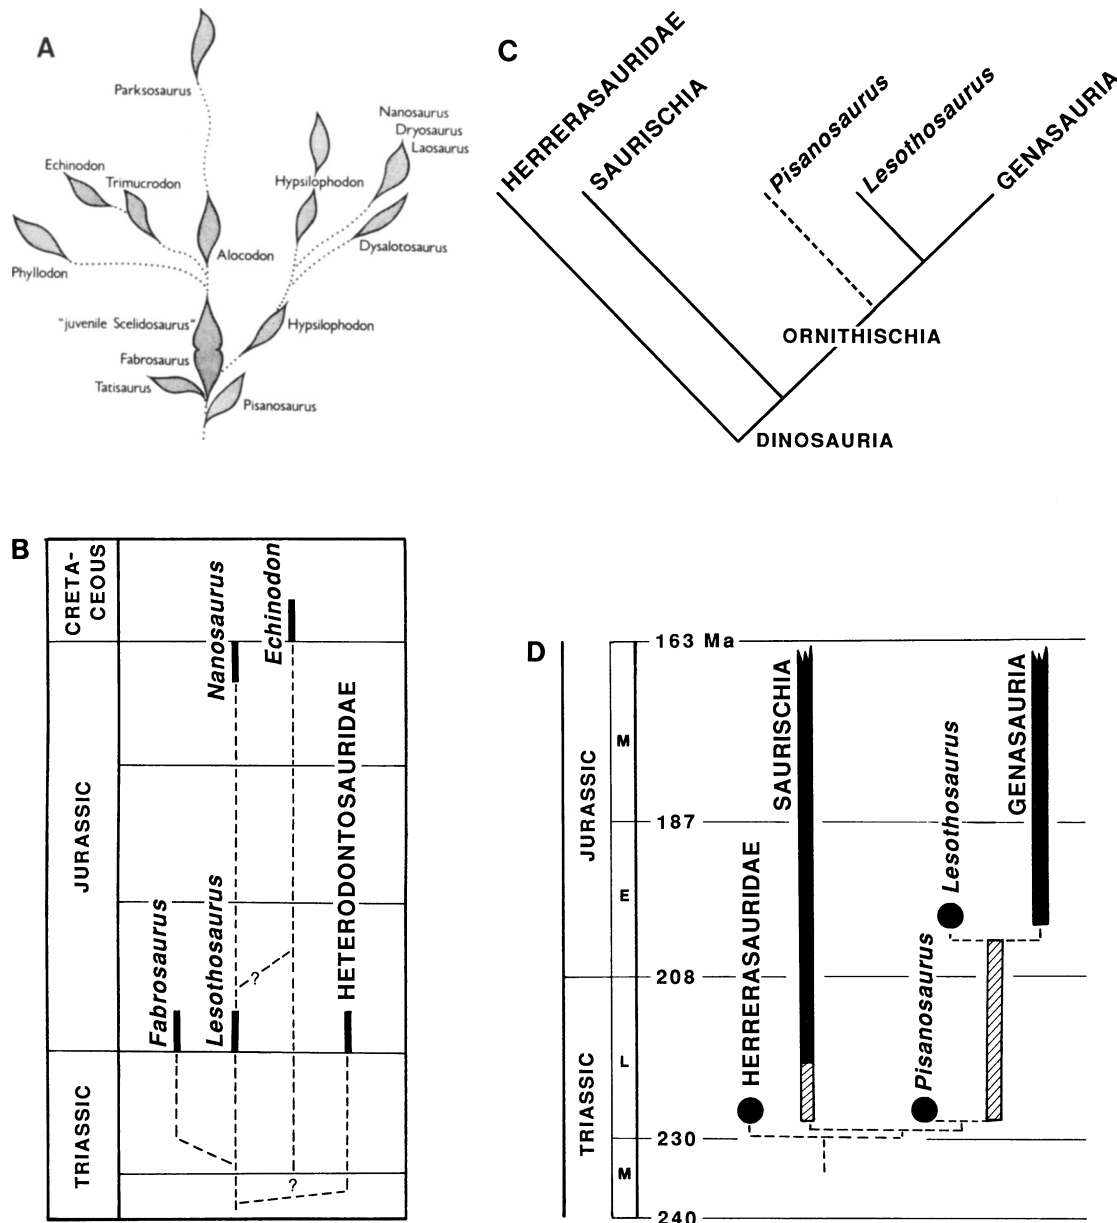 A
Parksosaurus
Nanosaurus
Dryosaurus
Laosaurus
Echinodon
Trimucrodon
Hypsilophodon
Phyllodon
Alocodon
Dysalotosaurus
"juvenile Scelidosaurus"
Hypsilophodon
Fabrosaurus
Tatisaurus
Pisanosaurus
C
HERRERASAURIDAE
SAURISCHIA
Pisanosaurus
Lesothosaurus
GENASAURIA
ORNITHISCHIA
DINOSAURIA
B
CRETA-
CEOUS
JURASSIC
TRIASSIC
Nanosaurus
Echinodon
Fabrosaurus
Lesothosaurus
HETERODONTOSAURIDAE
?
?
D
163 Ma
187
208
230
240
JURASSIC
TRIASSIC
M
E
L
M
HERRERASAURIDAE
SAURISCHIA
Pisanosaurus
Lesothosaurus
GENASAURIA